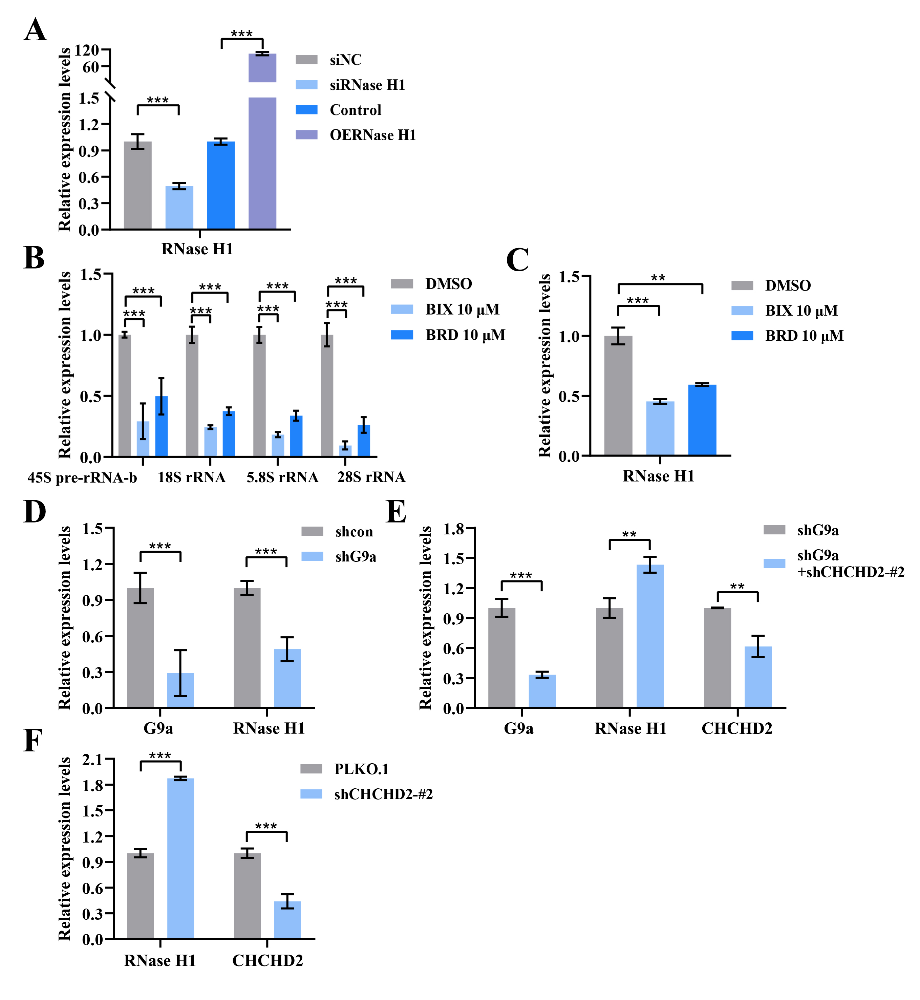 A
Relative expression levels
120
60
1.5
1.2
0.9
0.6
0.3
0.0
***
***
RNase H1
siNC
siRNase H1
Control
OERNase H1
B
Relative expression levels
1.5
1.0
0.5
0.0
*** *** *** ***
*** *** *** ***
45S pre-rRNA-b 18S rRNA 5.8S rRNA 28S rRNA
DMSO
BIX 10 μM
BRD 10 μM
C
Relative expression levels
1.5
1.0
0.5
0.0
**
***
RNase H1
DMSO
BIX 10 μM
BRD 10 μM
D
Relative expression levels
1.5
1.2
0.9
0.6
0.3
0.0
*** ***
G9a RNase H1
shcon
shG9a
E
Relative expression levels
1.8
1.5
1.2
0.9
0.6
0.3
0.0
*** ** **
G9a RNase H1 CHCHD2
shG9a
shG9a
+shCHCHD2-#2
F
Relative expression levels
2.1
1.8
1.5
1.2
0.9
0.6
0.3
0.0
*** ***
RNase H1 CHCHD2
PLKO.1
shCHCHD2-#2